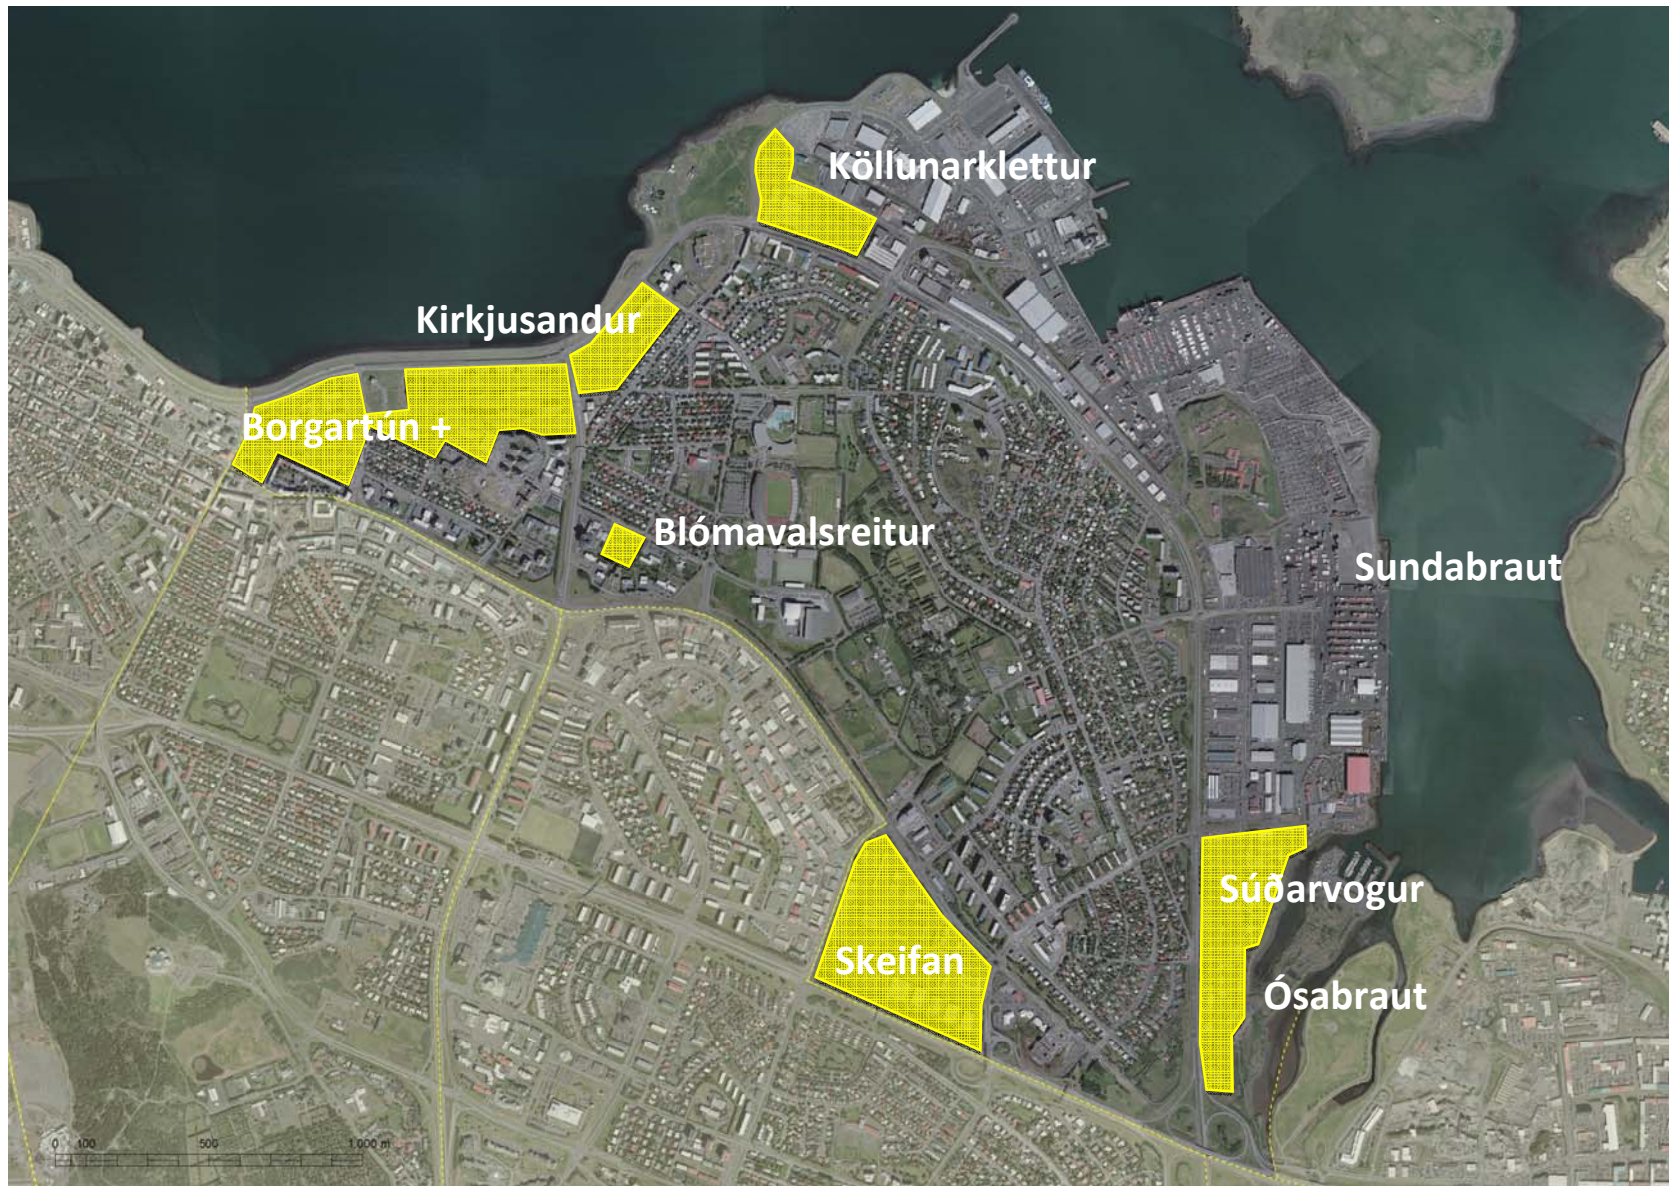 Köllunarklettur
Kirkjusandur
Borgartún +
Blómavalsreitur
Sundabraut
Súðarvogur
Skeifan
Ósabraut
0 100 500 1.000 m